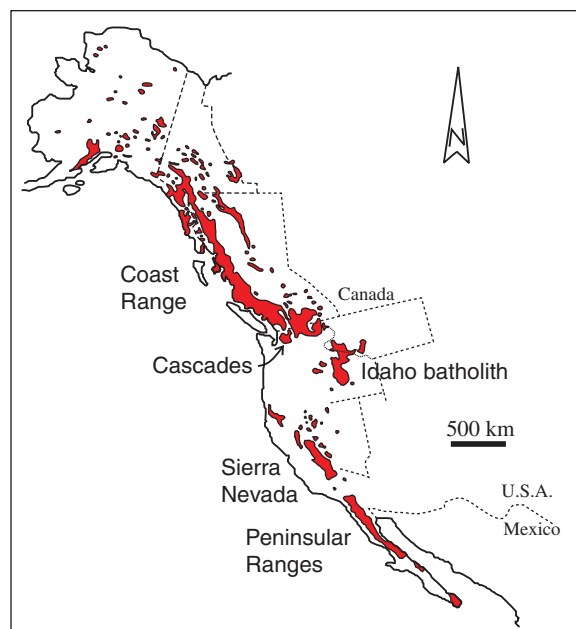 N
Coast
Range
Canada
Cascades
Idaho batholith
500 km
Sierra
Nevada
U.S.A.
Mexico
Peninsular
Ranges